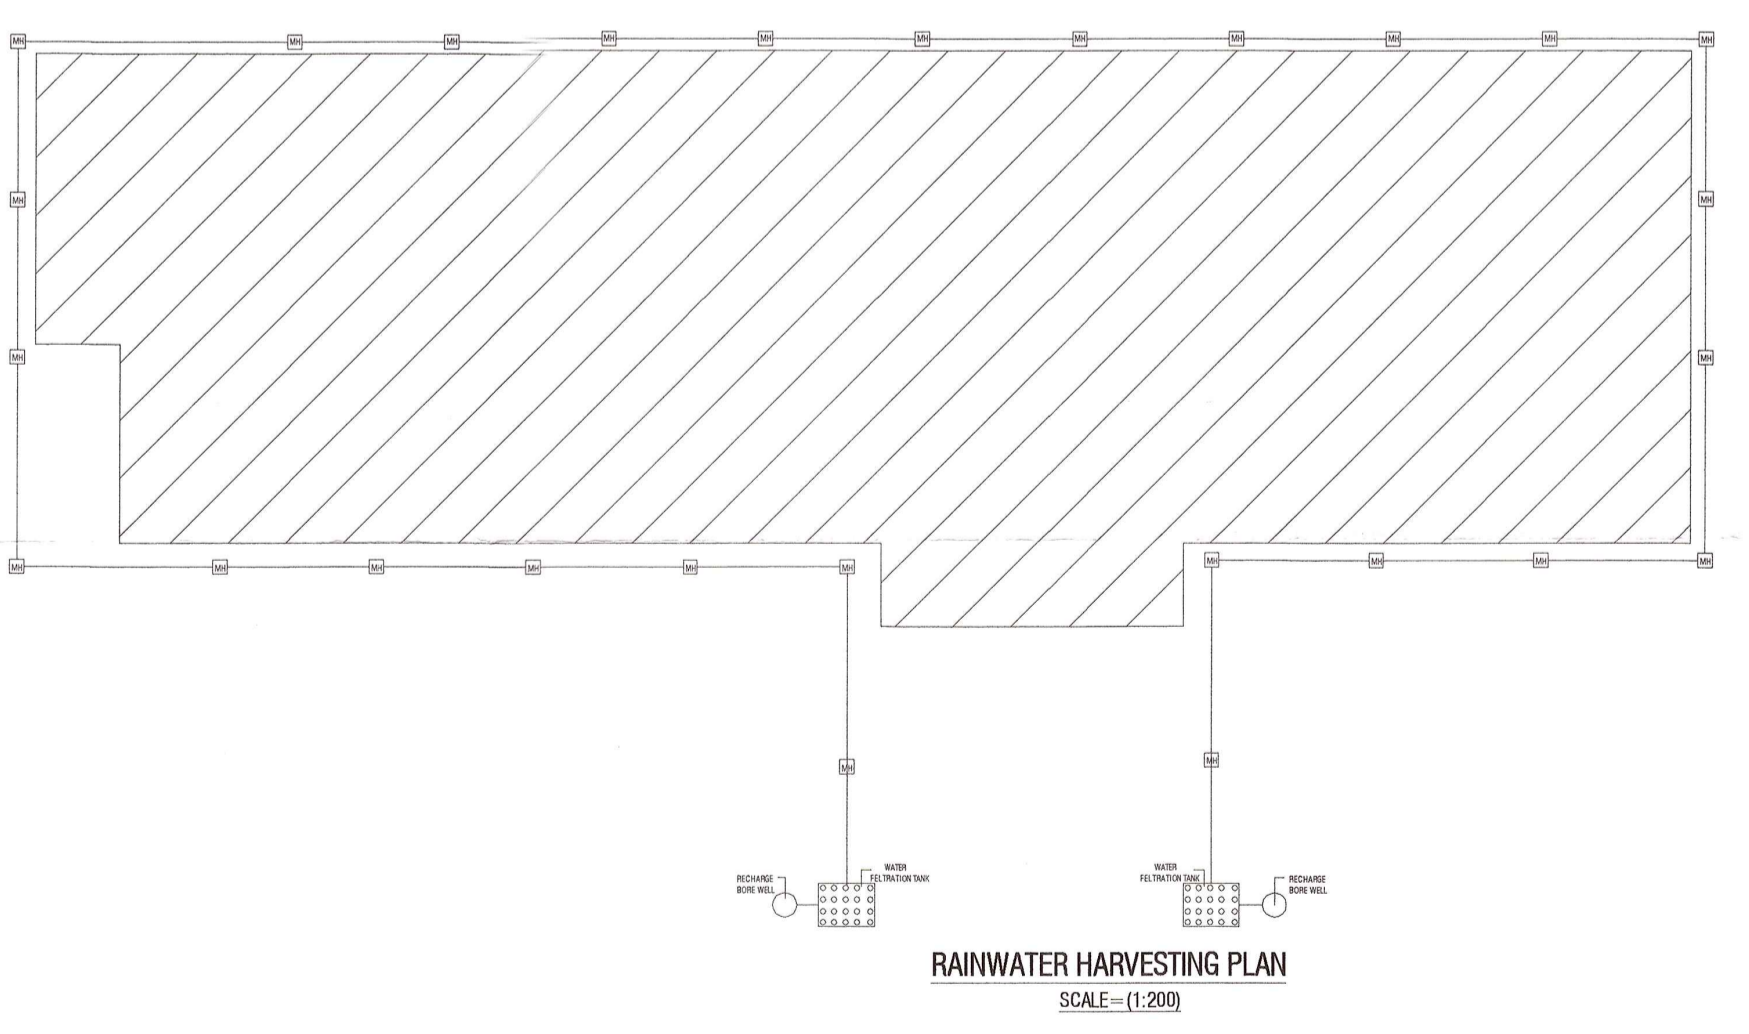 MH MH MH MH MH MH MH MH MH MH MH
MH MH
MH MH
MH MH MH MH MH MH MH MH MH MH
MH MH
RECHARGE
BORE WELL
WATER
FELTRATION TANK
WATER
FELTRATION TANK
RECHARGE
BORE WELL
RAINWATER HARVESTING PLAN
SCALE=(1:200)